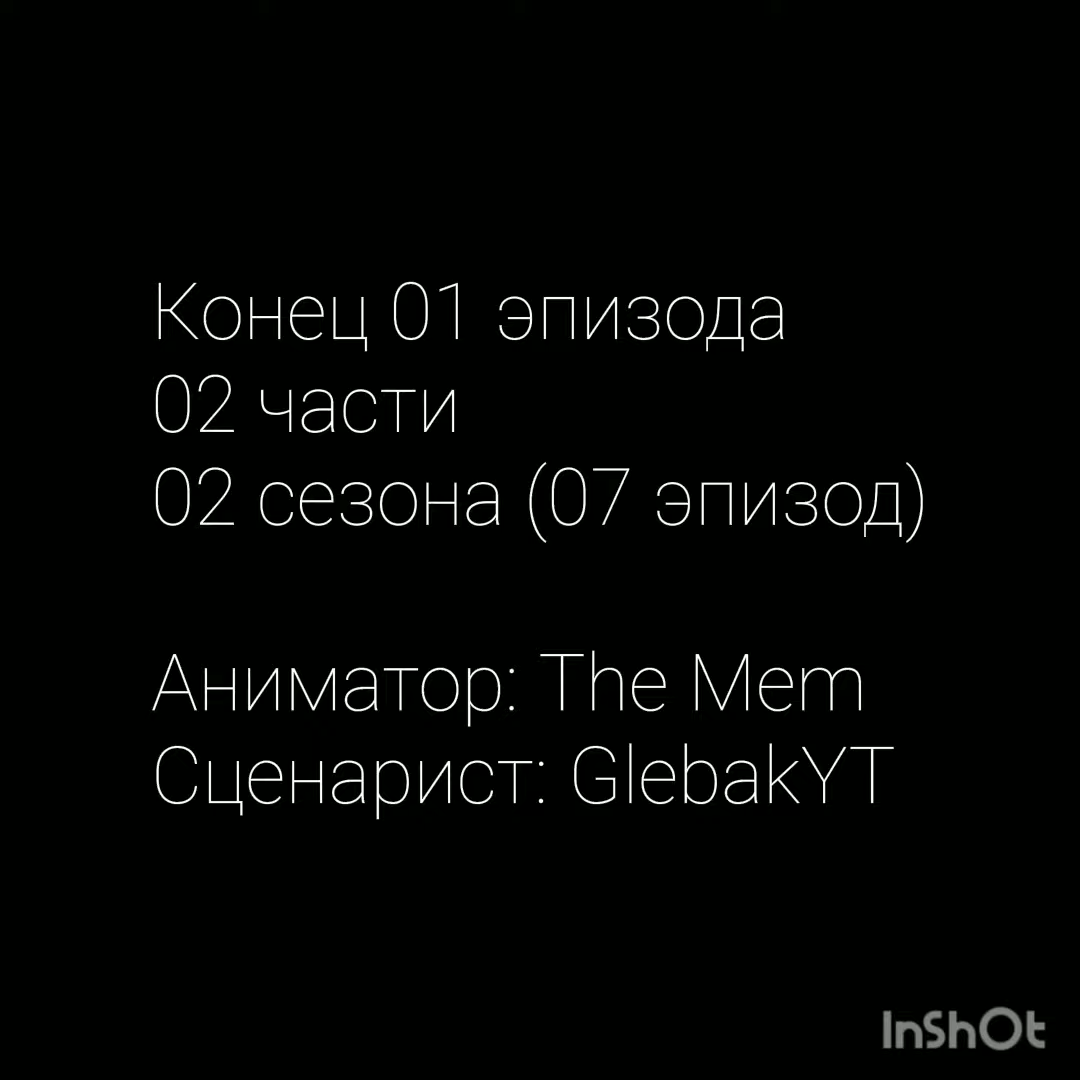 Конец 01 эпизода
02 части
02 сезона (07 эпизод)
Аниматор: The Mem
Сценарист: GlebakYT
InShOt